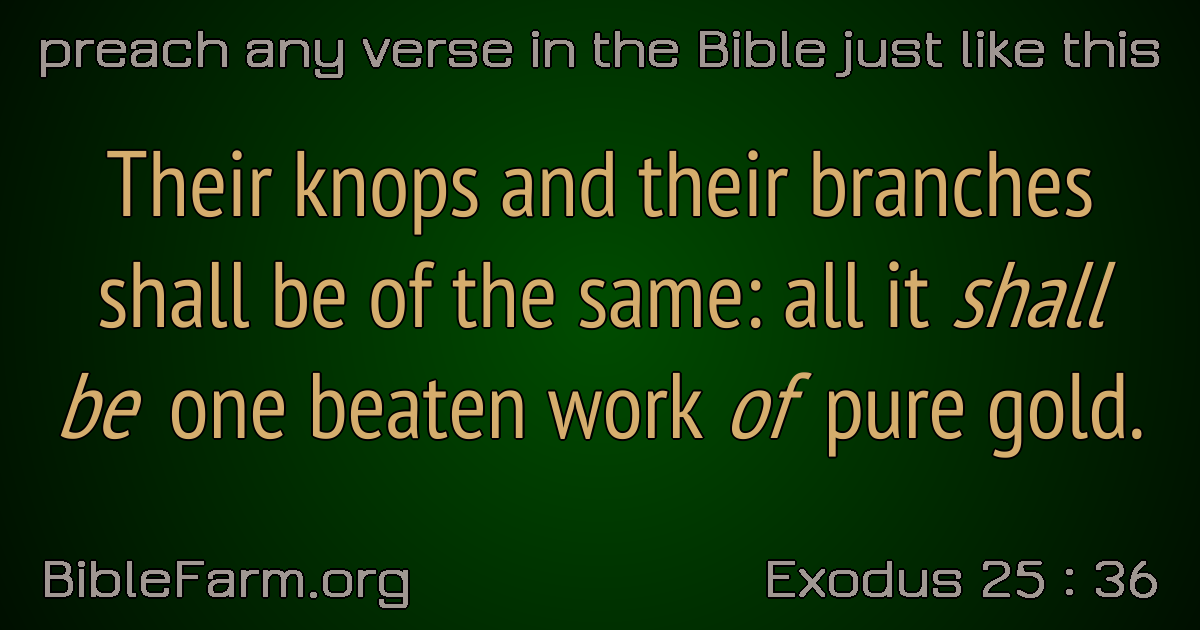 preach any verse in the Bible just like this
Their knops and their branches
shall be of the same: all it shall
be one beaten work of pure gold.
BibleFarm.org
Exodus 25 : 36